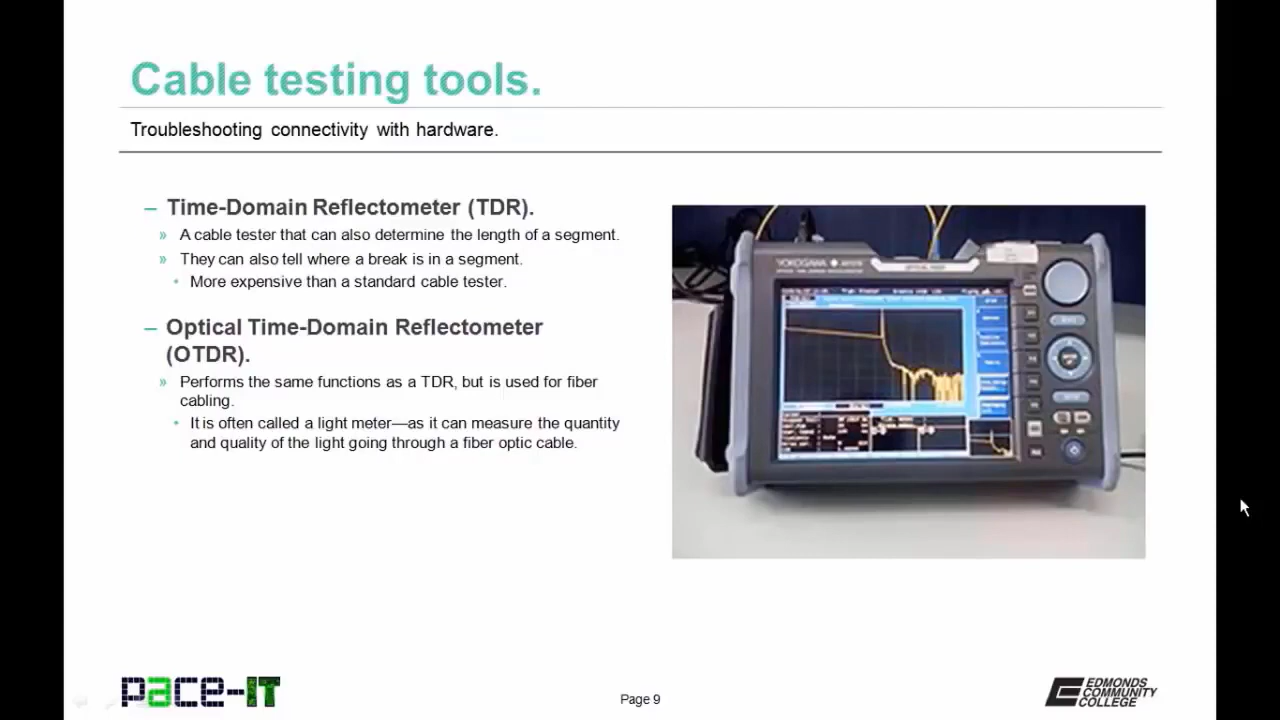 Cable testing tools.
Troubleshooting connectivity with hardware.
– Time-Domain Reflectometer (TDR).
» A cable tester that can also determine the length of a segment.
» They can also tell where a break is in a segment.
• More expensive than a standard cable tester.
– Optical Time-Domain Reflectometer
(OTDR).
» Performs the same functions as a TDR, but is used for fiber
cabling.
• It is often called a light meter—as it can measure the quantity
and quality of the light going through a fiber optic cable.
YOKOGAWA
pace-IT
Page 9
EDMONDS
COMMUNITY
COLLEGE